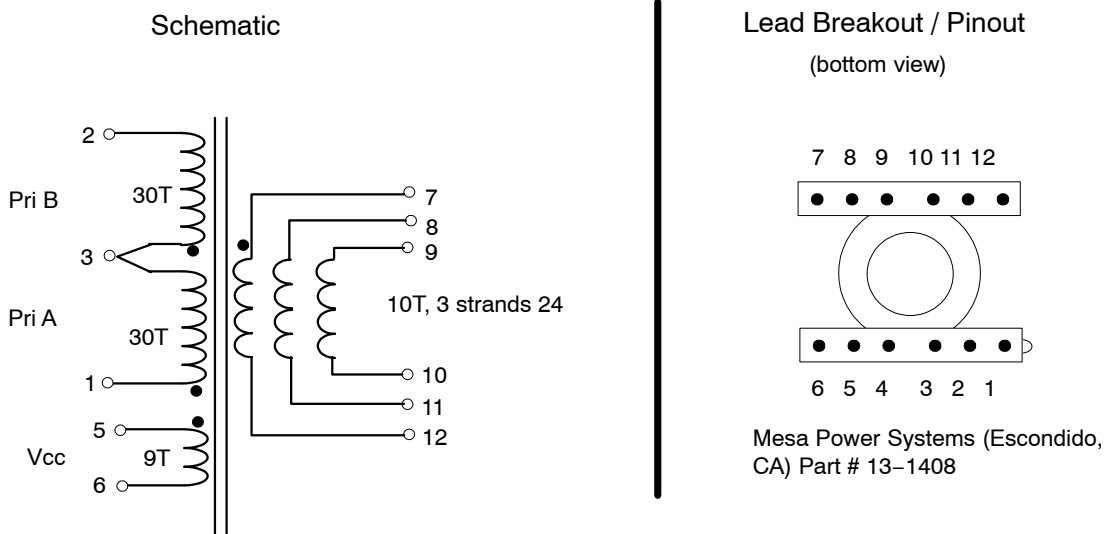 Schematic
2
Pri B
30T
3
Pri A
30T
1
5
Vcc
9T
6
7
8
9
10T, 3 strands 24
10
11
12
Lead Breakout / Pinout
(bottom view)
7 8 9 10 11 12
6 5 4 3 2 1
Mesa Power Systems (Escondido,
CA) Part # 13−1408